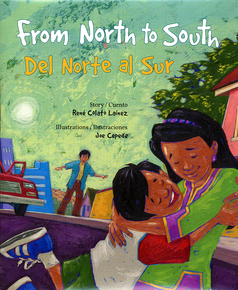 From North to South
Del Norte al Sur
Story / Cuento
René Colato Laínez
Illustrations / Ilustraciones
Joe Cepeda